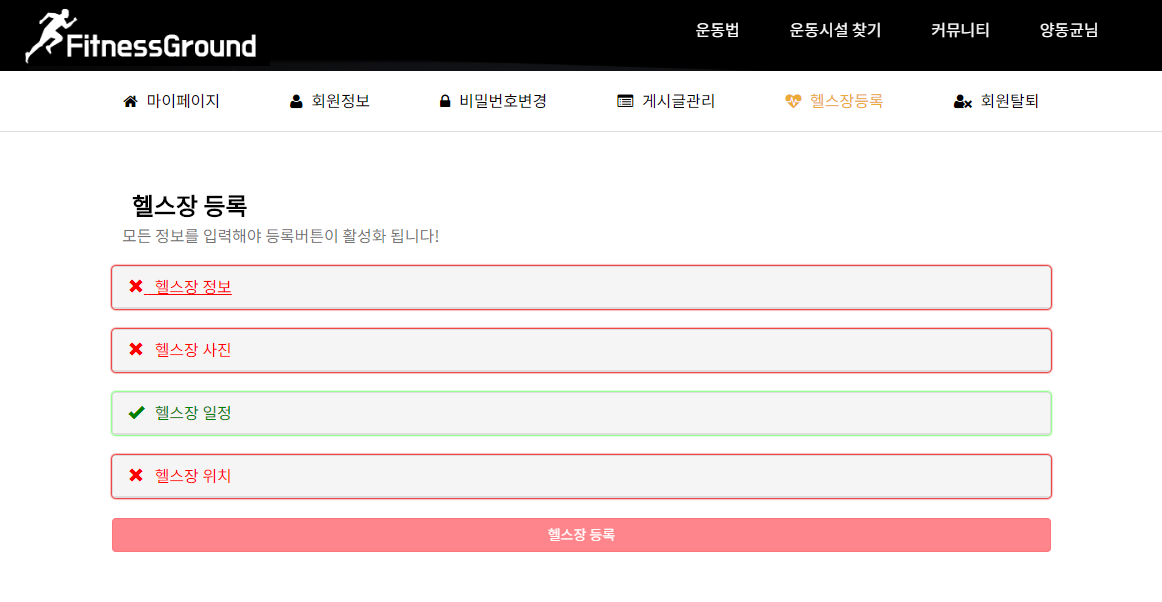 FitnessGround
운동법 운동시설 찾기 커뮤니티 양동균님
마이페이지 회원정보 비밀번호변경 게시글관리 헬스장등록 회원탈퇴
헬스장 등록
모든 정보를 입력해야 등록버튼이 활성화 됩니다!
헬스장 정보
헬스장 사진
헬스장 일정
헬스장 위치
헬스장 등록